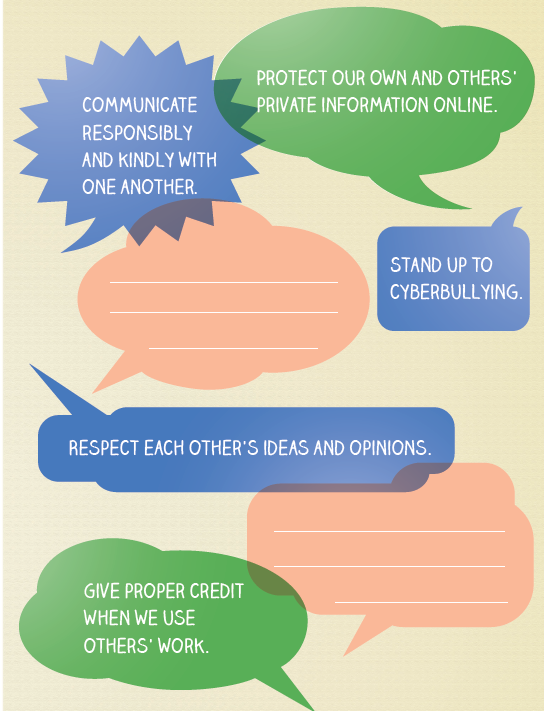 COMMUNICATE
RESPONSIBLY
AND KINDLY WITH
ONE ANOTHER.
PROTECT OUR OWN AND OTHERS'
PRIVATE INFORMATION ONLINE.
STAND UP TO
CYBERBULLYING.
RESPECT EACH OTHER'S IDEAS AND OPINIONS.
GIVE PROPER CREDIT
WHEN WE USE
OTHERS' WORK.